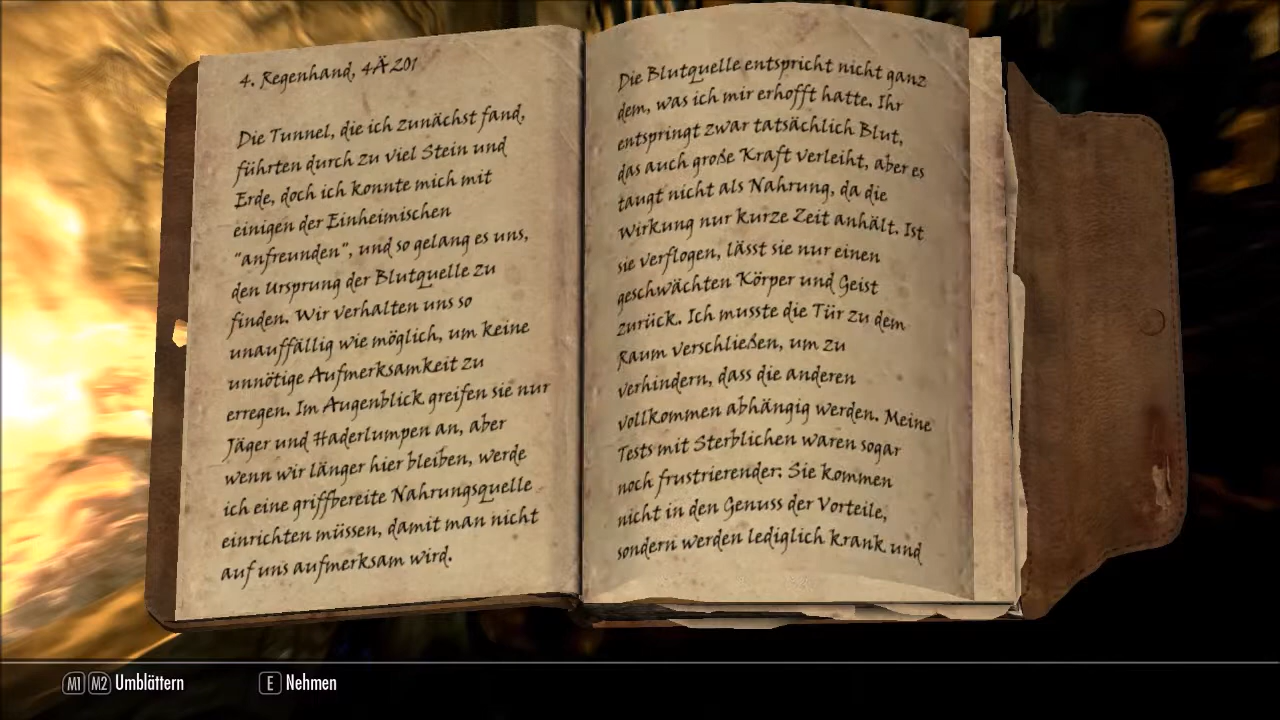 4. Regenhand, 4Ä 201
Die Tunnel, die ich zunächst fand,
führten durch zu viel Stein und
Erde, doch ich konnte mich mit
einigen der Einheimischen
"anfreunden", und so gelang es uns,
den Ursprung der Blutquelle zu
finden. Wir verhalten uns so
unauffällig wie möglich, um keine
unnötige Aufmerksamkeit zu
erregen. Im Augenblick greifen sie nur
Jäger und Haderlumpen an, aber
wenn wir länger hier bleiben, werde
ich eine griffbereite Nahrungsquelle
einrichten müssen, damit man nicht
auf uns aufmerksam wird.
Die Blutquelle entspricht nicht ganz
dem, was ich mir erhofft hatte. Ihr
entspringt zwar tatsächlich Blut,
das auch große Kraft verleiht, aber es
taugt nicht als Nahrung, da die
Wirkung nur kurze Zeit anhält. Ist
sie verflogen, lässt sie nur einen
geschwächten Körper und Geist
zurück. Ich musste die Tür zu dem
Raum verschließen, um zu
verhindern, dass die anderen
vollkommen abhängig werden. Meine
Tests mit Sterblichen waren sogar
noch frustrierender: Sie kommen
nicht in den Genuss der Vorteile,
sondern werden lediglich krank und
M1 M2 Umblättern E Nehmen